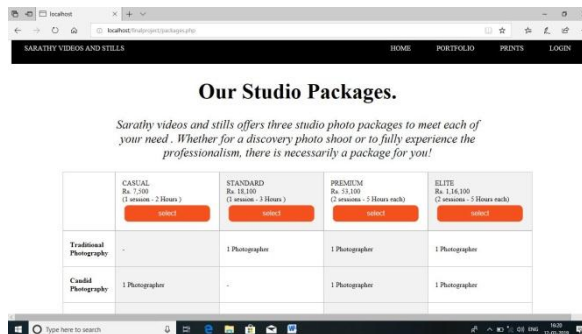 localhost
localhost/finalproject/packages.php
SARATHY VIDEOS AND STILLS HOME PORTFOLIO PRINTS LOGIN
Our Studio Packages.
Sarathy videos and stills offers three studio photo packages to meet each of
your need . Whether for a discovery photo shoot or to fully experience the
professionalism, there is necessarily a package for you!
CASUAL STANDARD PREMIUM ELITE
Rs. 7,500 Rs. 18,100 Rs. 53,100 Rs. 1,16,100
(1 session - 2 Hours ) (1 session - 3 Hours ) (2 sessions - 5 Hours each) (2 sessions - 5 Hours each)
select select select select
Traditional
Photography - 1 Photographer 1 Photographer 1 Photographer
Candid
Photography 1 Photographer - 1 Photographer 1 Photographer
Type here to search ENG 16:20